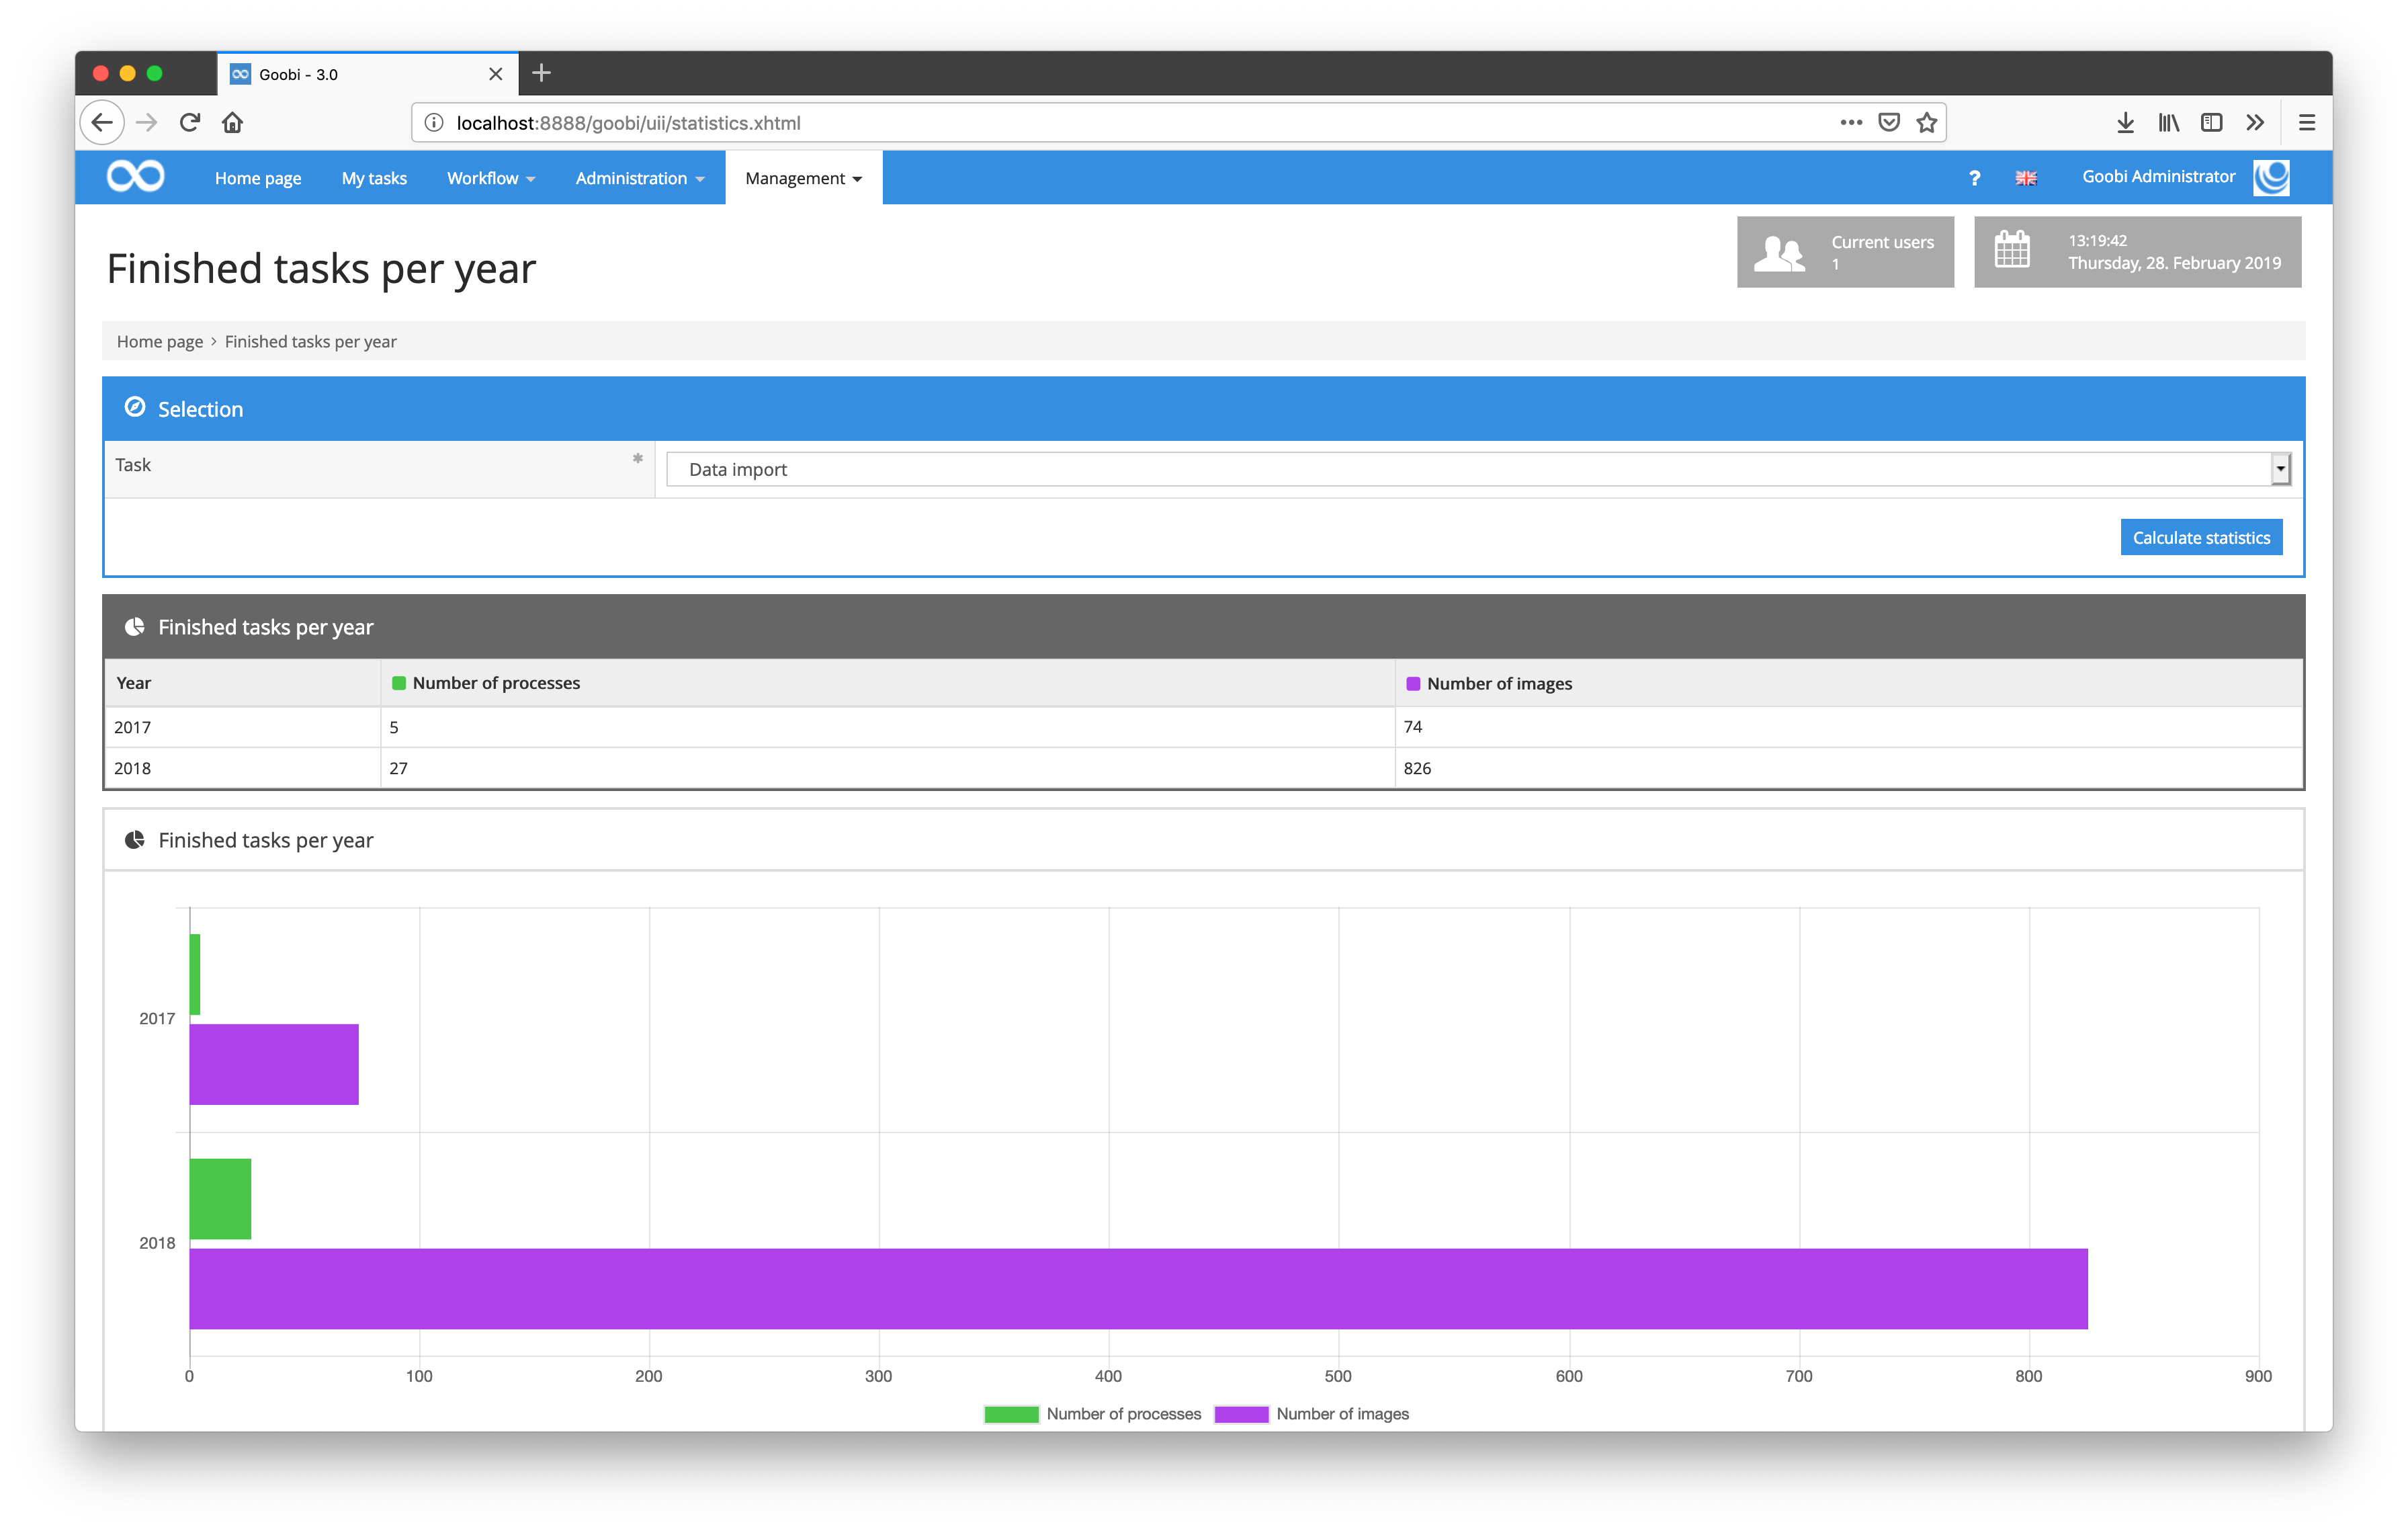 Goobi - 3.0
localhost:8888/goobi/uii/statistics.xhtml
Home page My tasks Workflow Administration Management ? Goobi Administrator
Finished tasks per year
Current users
1
13:19:42
Thursday, 28. February 2019
Home page › Finished tasks per year
Selection
Task *
Data import
Calculate statistics
Finished tasks per year
Year Number of processes Number of images
2017 5 74
2018 27 826
Finished tasks per year
2017
2018
0 100 200 300 400 500 600 700 800 900
Number of processes Number of images